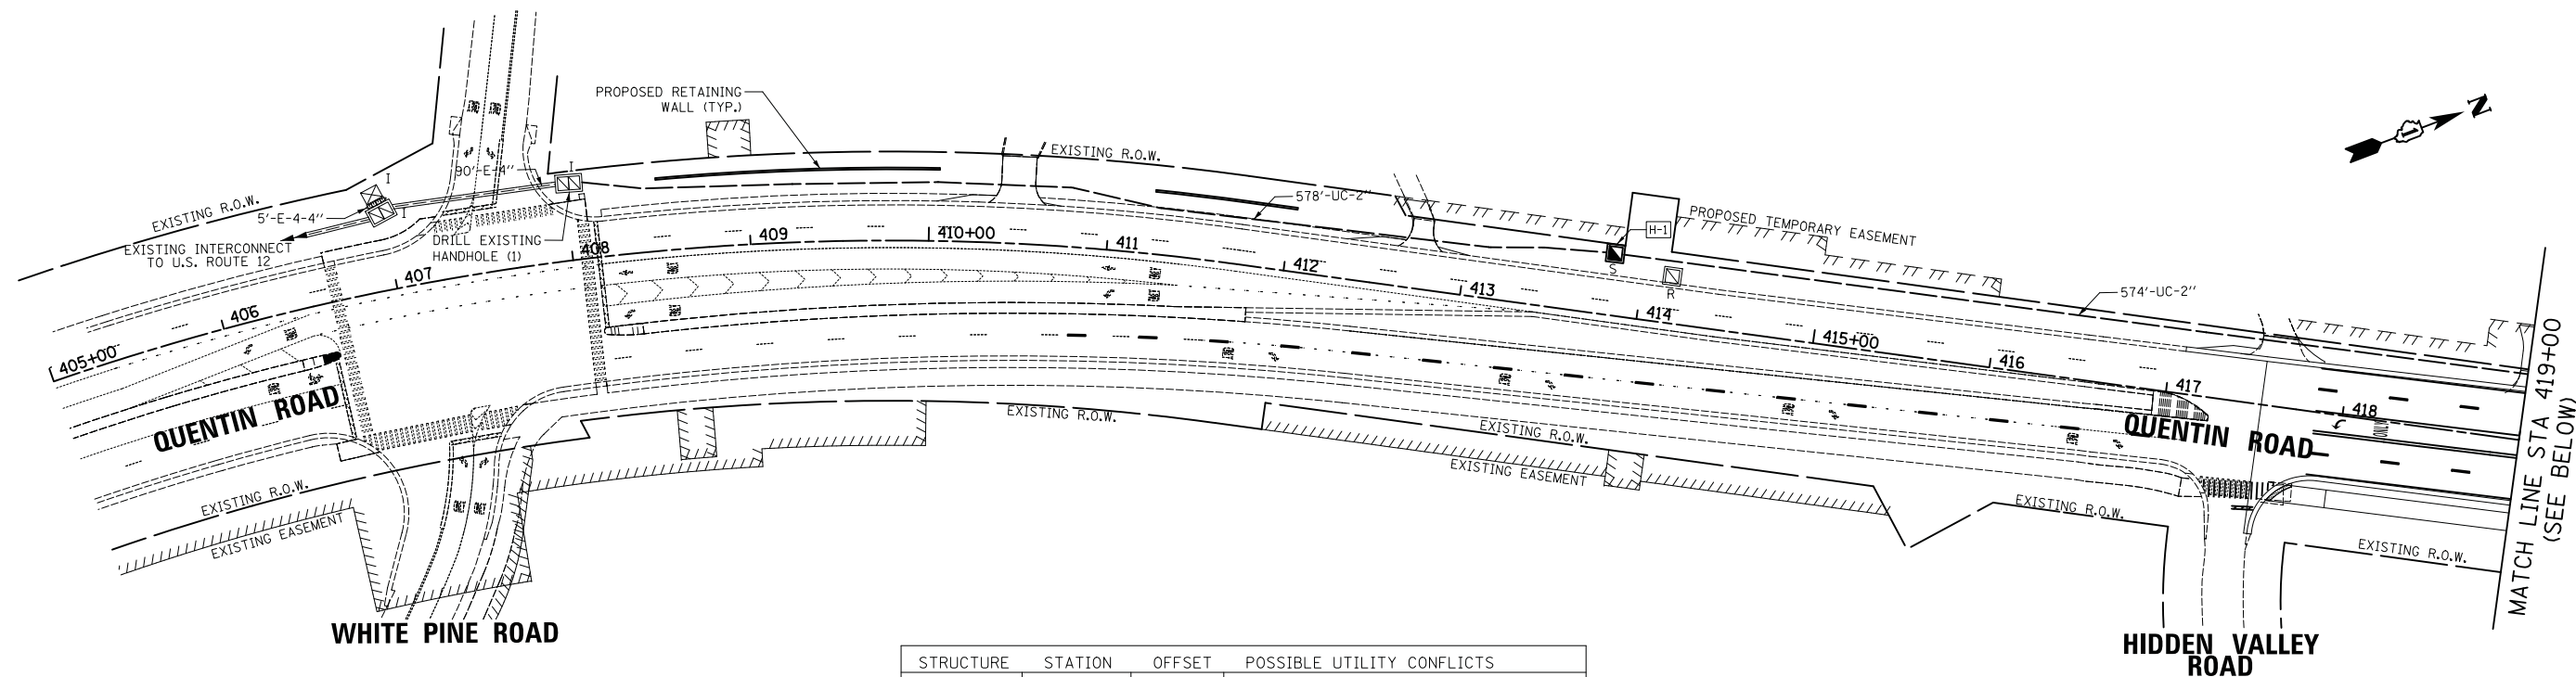 PROPOSED RETAINING
WALL (TYP.)
N
EXISTING R.O.W.
90'-E-4"
I
I
I
5'-E-4-4"
EXISTING R.O.W.
578'-UC-2"
PROPOSED TEMPORARY EASEMENT
H-1
S
R
EXISTING INTERCONNECT
TO U.S. ROUTE 12
DRILL EXISTING
HANDHOLE (1)
574'-UC-2"
405+00
406
407
408
409
410+00
411
412
413
414
415+00
416
417
418
ONLY
QUENTIN ROAD
QUENTIN ROAD
EXISTING R.O.W.
EXISTING R.O.W.
EXISTING EASEMENT
EXISTING R.O.W.
EXISTING R.O.W.
EXISTING EASEMENT
EXISTING R.O.W.
MATCH LINE STA 419+00
(SEE BELOW)
WHITE PINE ROAD
HIDDEN VALLEY
ROAD
STRUCTURE STATION OFFSET POSSIBLE UTILITY CONFLICTS